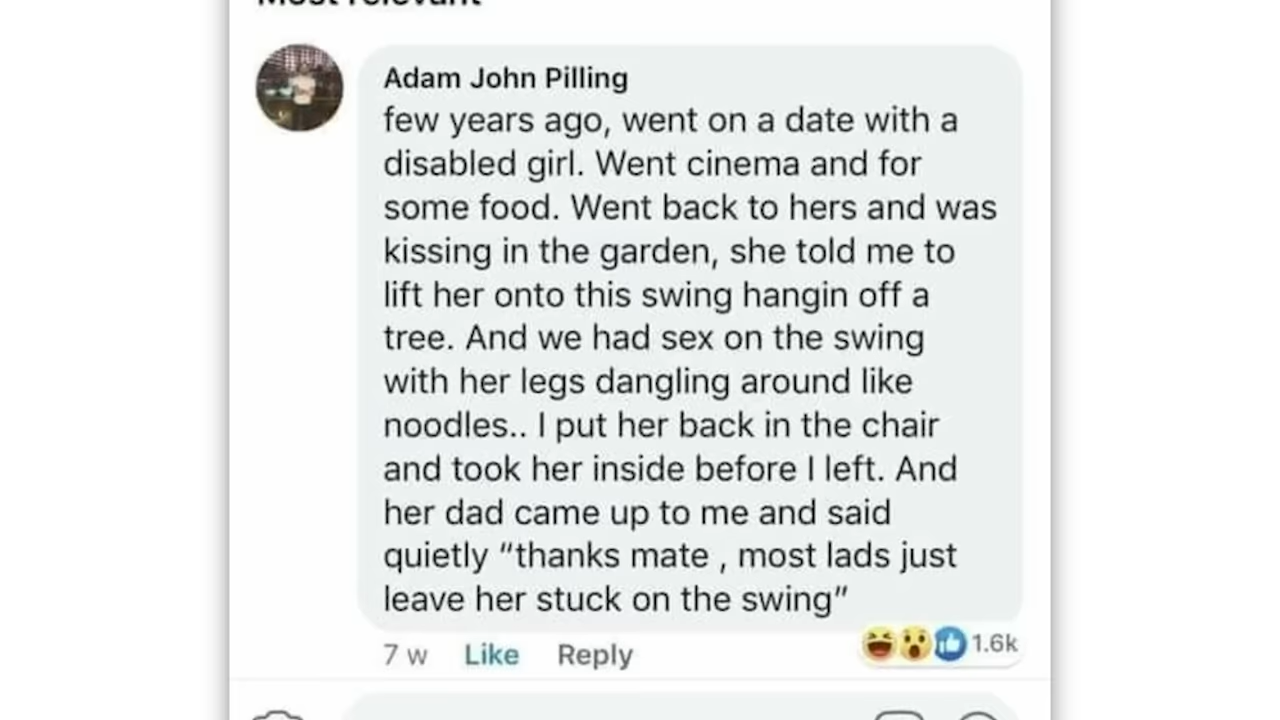 Most relevant
Adam John Pilling
few years ago, went on a date with a
disabled girl. Went cinema and for
some food. Went back to hers and was
kissing in the garden, she told me to
lift her onto this swing hangin off a
tree. And we had sex on the swing
with her legs dangling around like
noodles.. I put her back in the chair
and took her inside before I left. And
her dad came up to me and said
quietly “thanks mate , most lads just
leave her stuck on the swing”
7 w Like Reply 1.6k